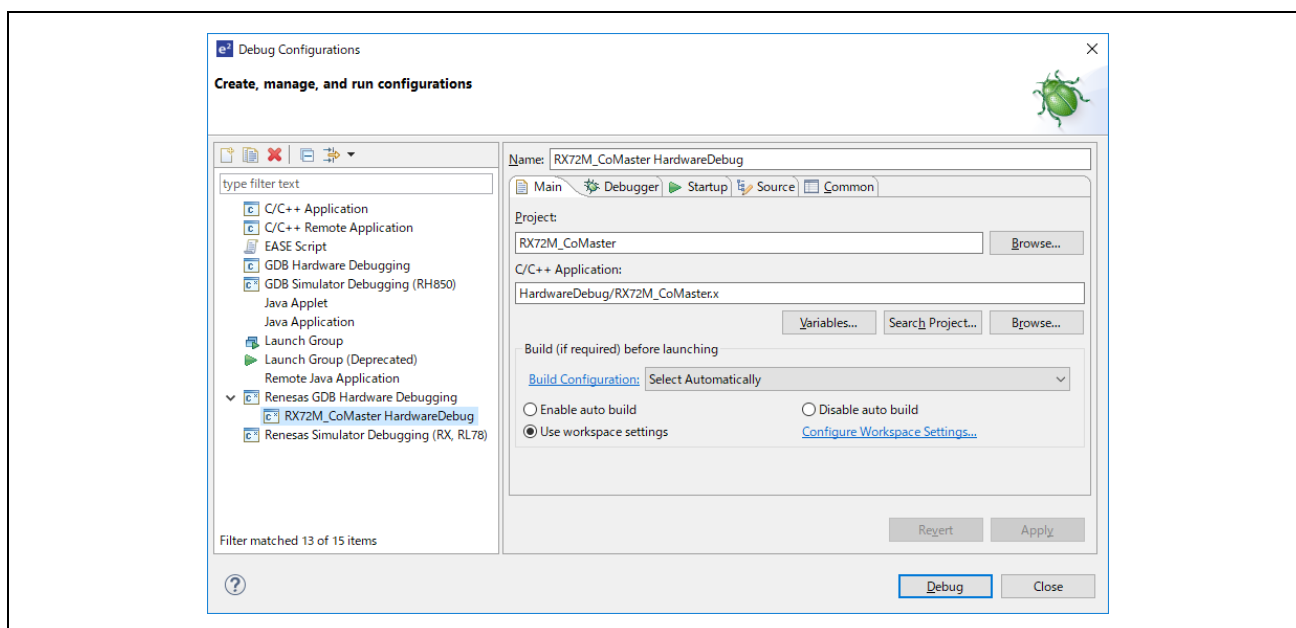 e² Debug Configurations
Create, manage, and run configurations
type filter text
C/C++ Application
C/C++ Remote Application
EASE Script
GDB Hardware Debugging
GDB Simulator Debugging (RH850)
Java Applet
Java Application
Launch Group
Launch Group (Deprecated)
Remote Java Application
Renesas GDB Hardware Debugging
RX72M_CoMaster HardwareDebug
Renesas Simulator Debugging (RX, RL78)
Filter matched 13 of 15 items
Name: RX72M_CoMaster HardwareDebug
Main Debugger Startup Source Common
Project:
RX72M_CoMaster Browse...
C/C++ Application:
HardwareDebug/RX72M_CoMaster.x
Variables... Search Project... Browse...
Build (if required) before launching
Build Configuration: Select Automatically
Enable auto build Disable auto build
Use workspace settings Configure Workspace Settings...
Revert Apply
? Debug Close